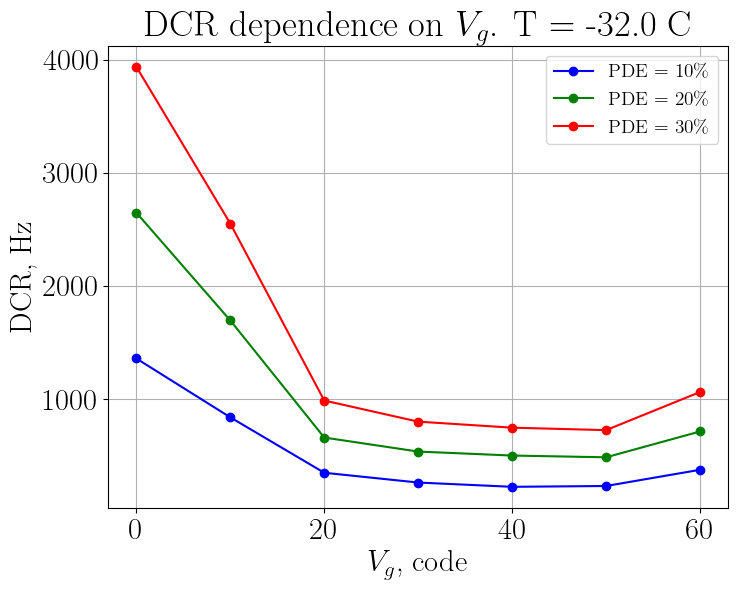 DCR dependence on V_g. T = -32.0 C
PDE = 10%
PDE = 20%
PDE = 30%
4000
3000
2000
1000
DCR, Hz
0 20 40 60
V_g, code